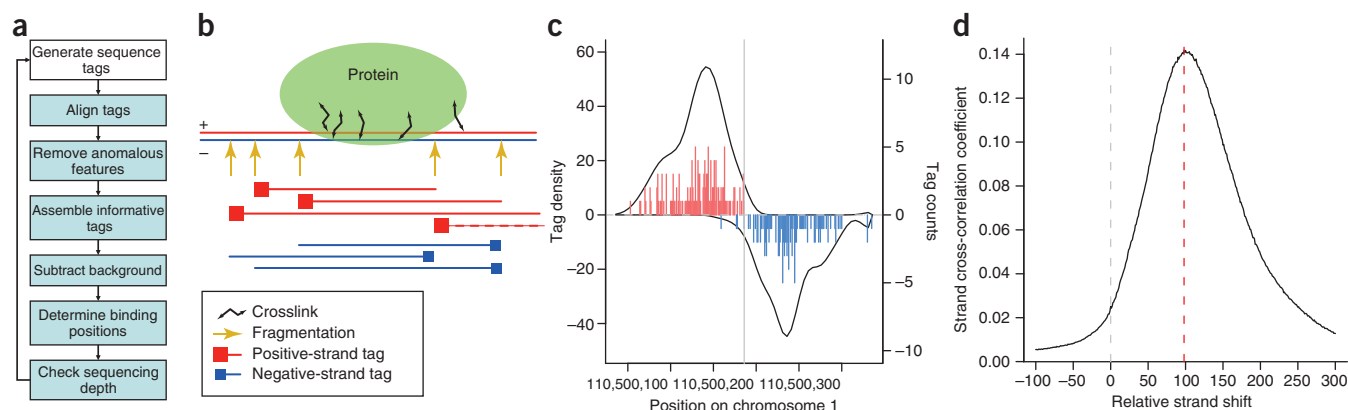 a
Generate sequence
tags
Align tags
Remove anomalous
features
Assemble informative
tags
Subtract background
Determine binding
positions
Check sequencing
depth
b
Protein
+
−
Crosslink
Fragmentation
Positive-strand tag
Negative-strand tag
c
60
40
20
0
−20
−40
Tag density
10
5
0
−5
−10
Tag counts
110,500,100
110,500,200
110,500,300
Position on chromosome 1
d
0.14
0.12
0.10
0.08
0.06
0.04
0.02
0.00
Strand cross-correlation coefficient
−100
−50
0
50
100
150
200
250
300
Relative strand shift